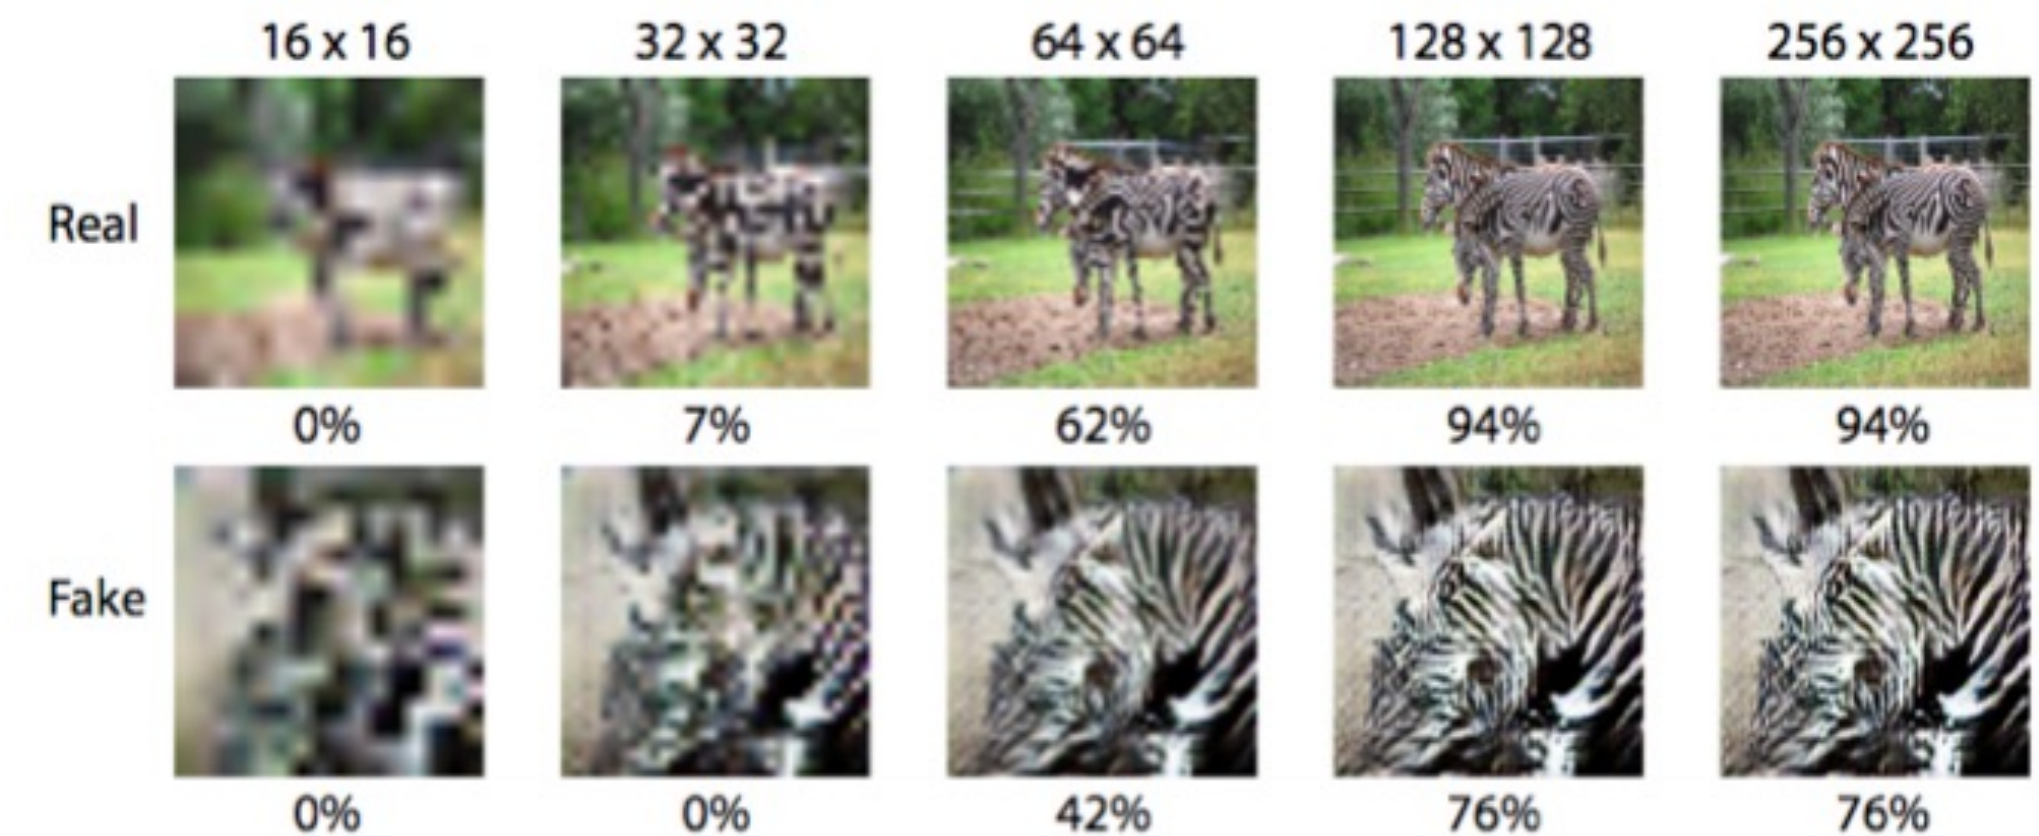 16 x 16 32 x 32 64 x 64 128 x 128 256 x 256
Real
0% 7% 62% 94% 94%
Fake
0% 0% 42% 76% 76%